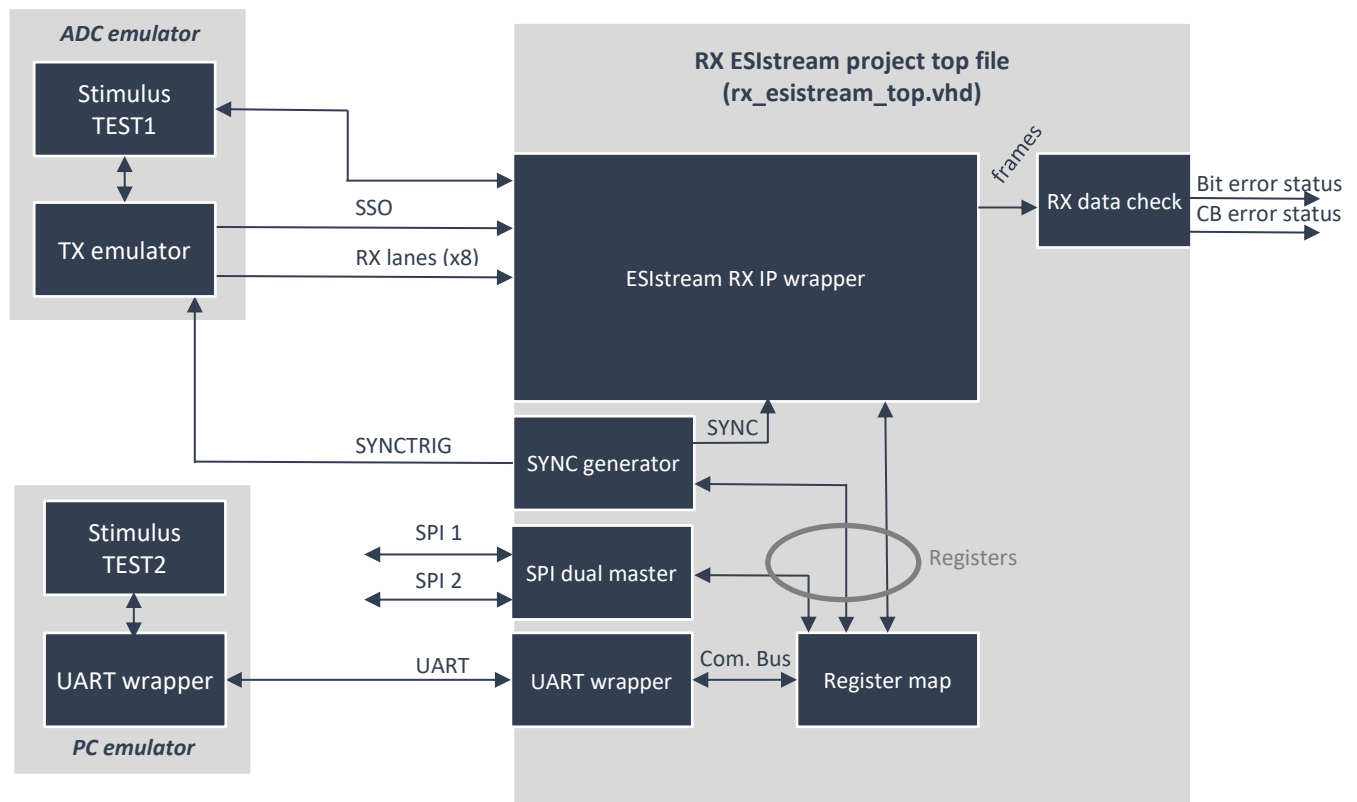 ADC emulator
Stimulus
TEST1
TX emulator
SSO
RX lanes (x8)
RX ESIstream project top file
(rx_esistream_top.vhd)
ESIstream RX IP wrapper
frames
RX data check
Bit error status
CB error status
SYNCTRIG
SYNC generator
SYNC
SPI 1
SPI 2
SPI dual master
Registers
Stimulus
TEST2
UART wrapper
PC emulator
UART
UART wrapper
Com. Bus
Register map